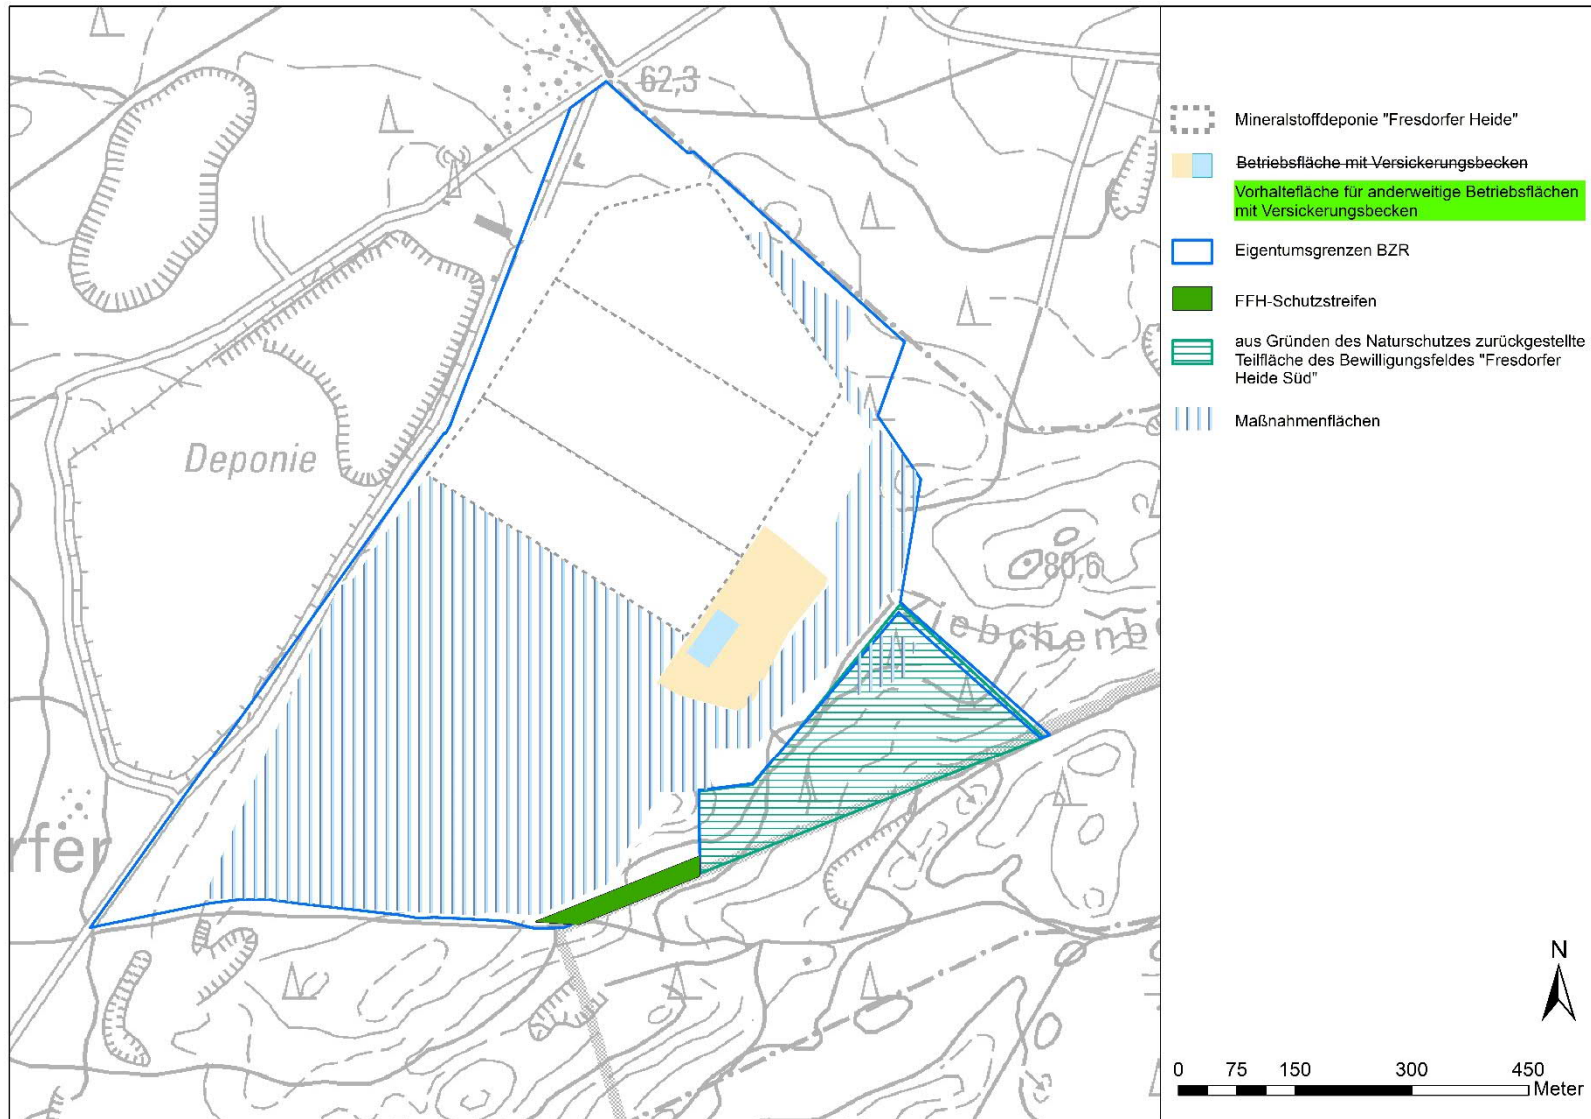 62,3
Deponie
80,6
iebchenb
rfer
Mineralstoffdeponie "Fresdorfer Heide"
Betriebsfläche mit Versickerungsbecken
Vorhaltefläche für anderweitige Betriebsflächen
mit Versickerungsbecken
Eigentumsgrenzen BZR
FFH-Schutzstreifen
aus Gründen des Naturschutzes zurückgestellte
Teilfläche des Bewilligungsfeldes "Fresdorfer
Heide Süd"
Maßnahmenflächen
N
0 75 150 300 450
Meter